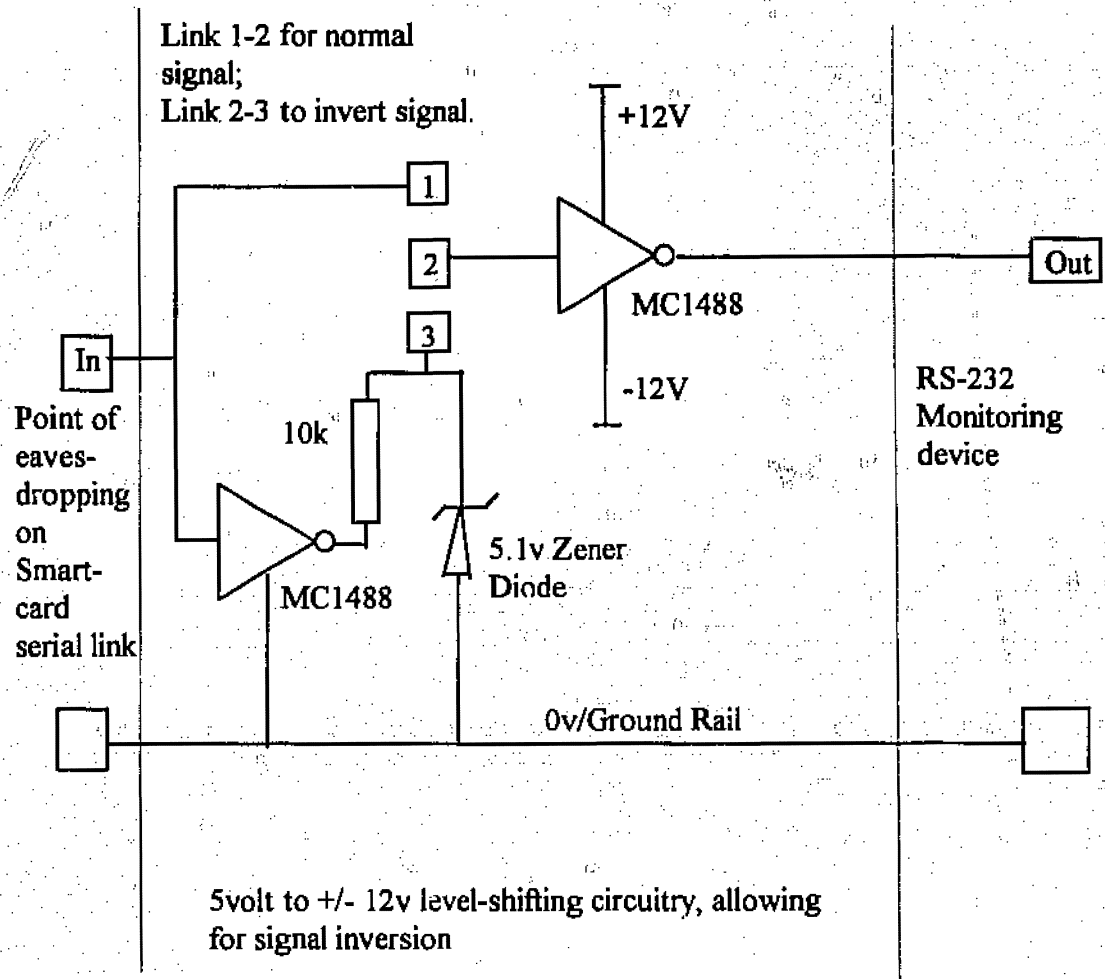 Link 1-2 for normal
signal;
Link 2-3 to invert signal.
+12V
1
2
3
MC1488
Out
In
-12V
Point of
eaves-
dropping
on
Smart-
card
serial link
10k
RS-232
Monitoring
device
5.1v Zener
Diode
MC1488
0v/Ground Rail
5volt to +/- 12v level-shifting circuitry, allowing
for signal inversion